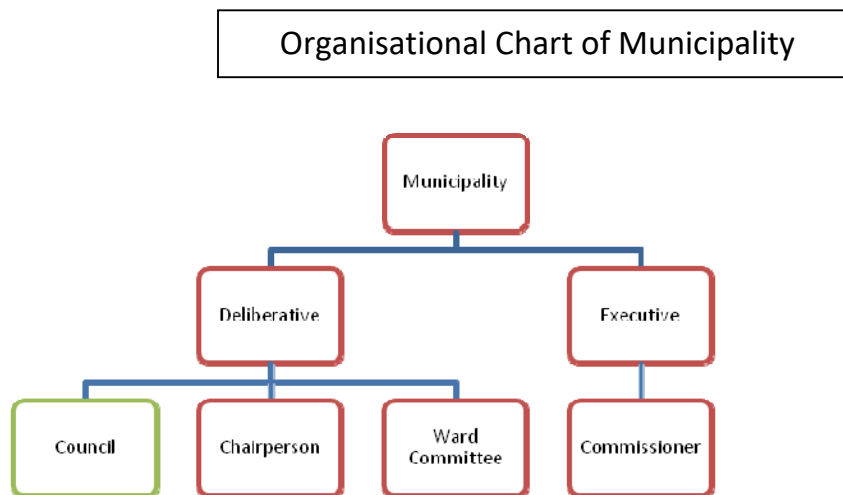 Organisational Chart of Municipality
Municipality
Deliberative
Executive
Council
Chairperson
Ward
Committee
Commissioner